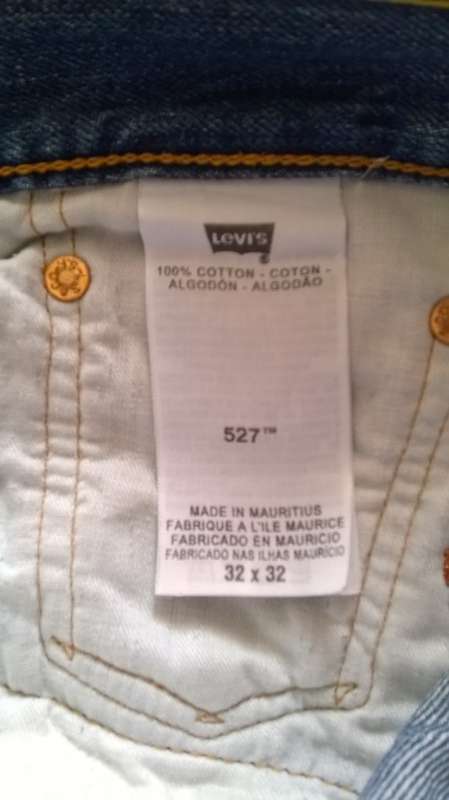 LEVI'S
®
100% COTTON - COTON -
ALGODÓN - ALGODÃO
527™
MADE IN MAURITIUS
FABRIQUE A L'ILE MAURICE
FABRICADO EN MAURICIO
FABRICADO NAS ILHAS MAURÍCIO
32 x 32